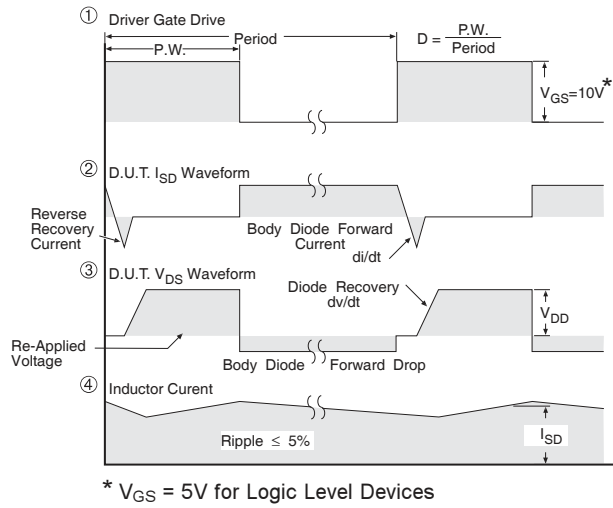 ① Driver Gate Drive
P.W.
Period
D = P.W. / Period
VGS=10V*
② D.U.T. ISD Waveform
Reverse
Recovery
Current
Body Diode Forward
Current
di/dt
③ D.U.T. VDS Waveform
Diode Recovery
dv/dt
VDD
Re-Applied
Voltage
Body Diode Forward Drop
④ Inductor Curent
Ripple ≤ 5%
ISD
* VGS = 5V for Logic Level Devices